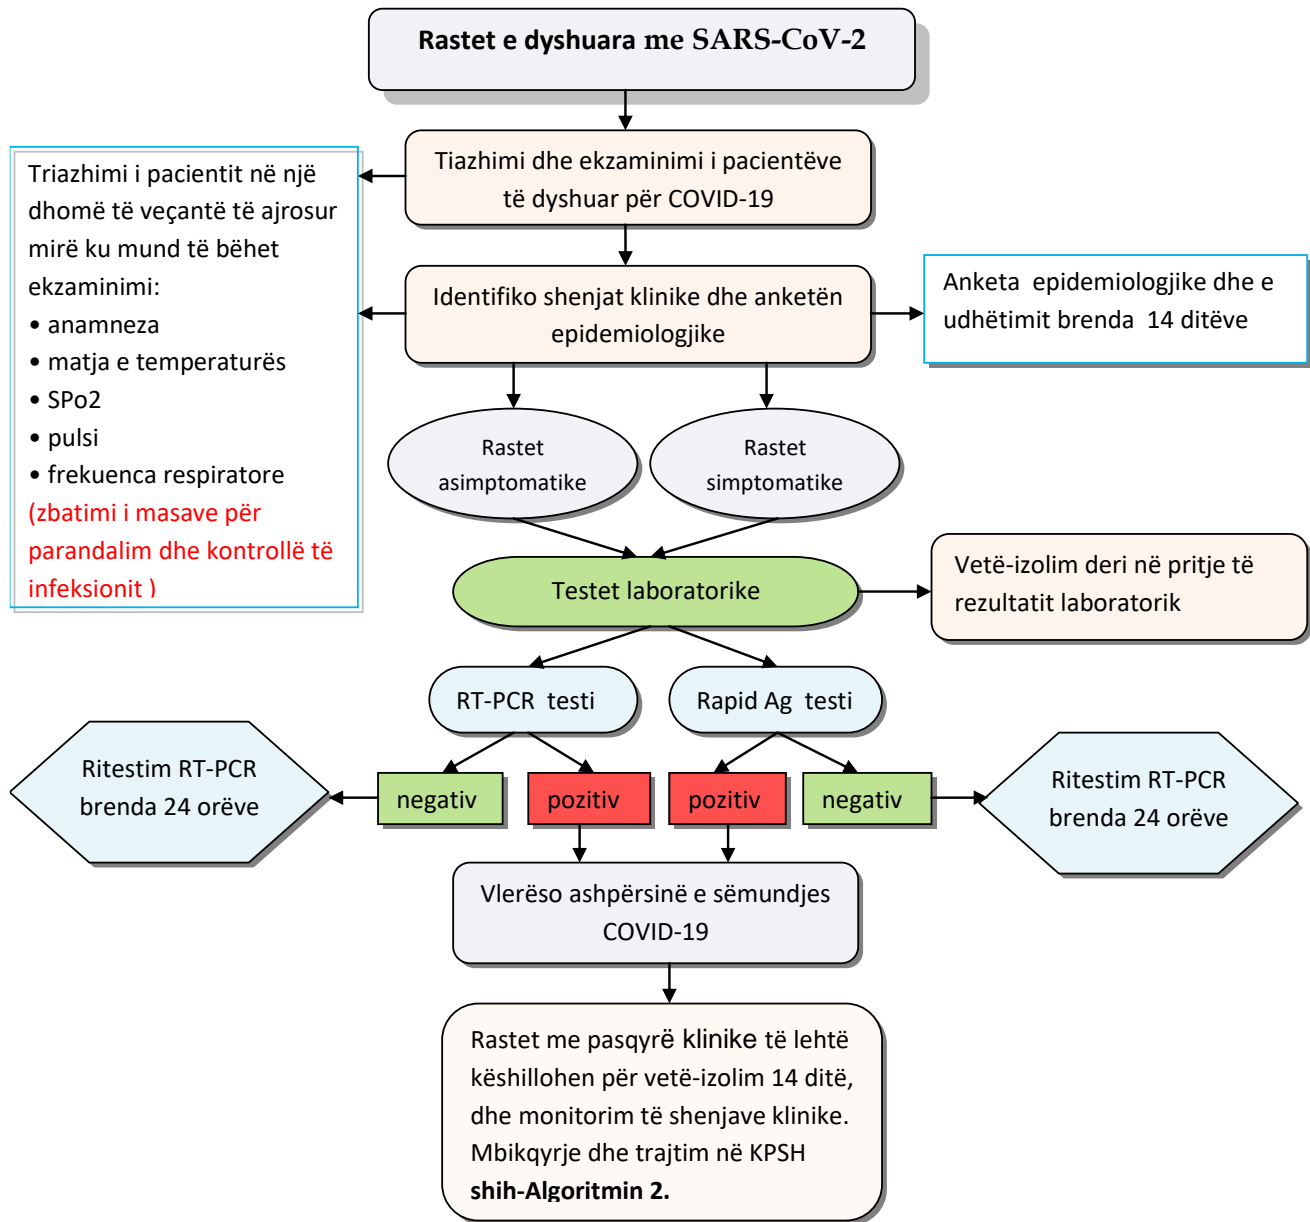 Rastet e dyshuara me SARS-CoV-2
Tiazhimi dhe ekzaminimi i pacientëve
të dyshuar për COVID-19
Triazhimi i pacientit në një
dhomë të veçantë të ajrosur
mirë ku mund të bëhet
ekzaminimi:
• anamneza
• matja e temperaturës
• SPo2
• pulsi
• frekuenca respiratore
(zbatimi i masave për
parandalim dhe kontrollë të
infeksionit )
Identifiko shenjat klinike dhe anketën
epidemiologjike
Anketa epidemiologjike dhe e
udhëtimit brenda 14 ditëve
Rastet
asimptomatike
Rastet
simptomatike
Testet laboratorike
Vetë-izolim deri në pritje të
rezultatit laboratorik
RT-PCR testi
Rapid Ag testi
Ritestim RT-PCR
brenda 24 orëve
negativ
pozitiv
pozitiv
negativ
Ritestim RT-PCR
brenda 24 orëve
Vlerëso ashpërsinë e sëmundjes
COVID-19
Rastet me pasqyrë klinike të lehtë
këshillohen për vetë-izolim 14 ditë,
dhe monitorim të shenjave klinike.
Mbikqyrje dhe trajtim në KPSH
shih-Algoritmin 2.